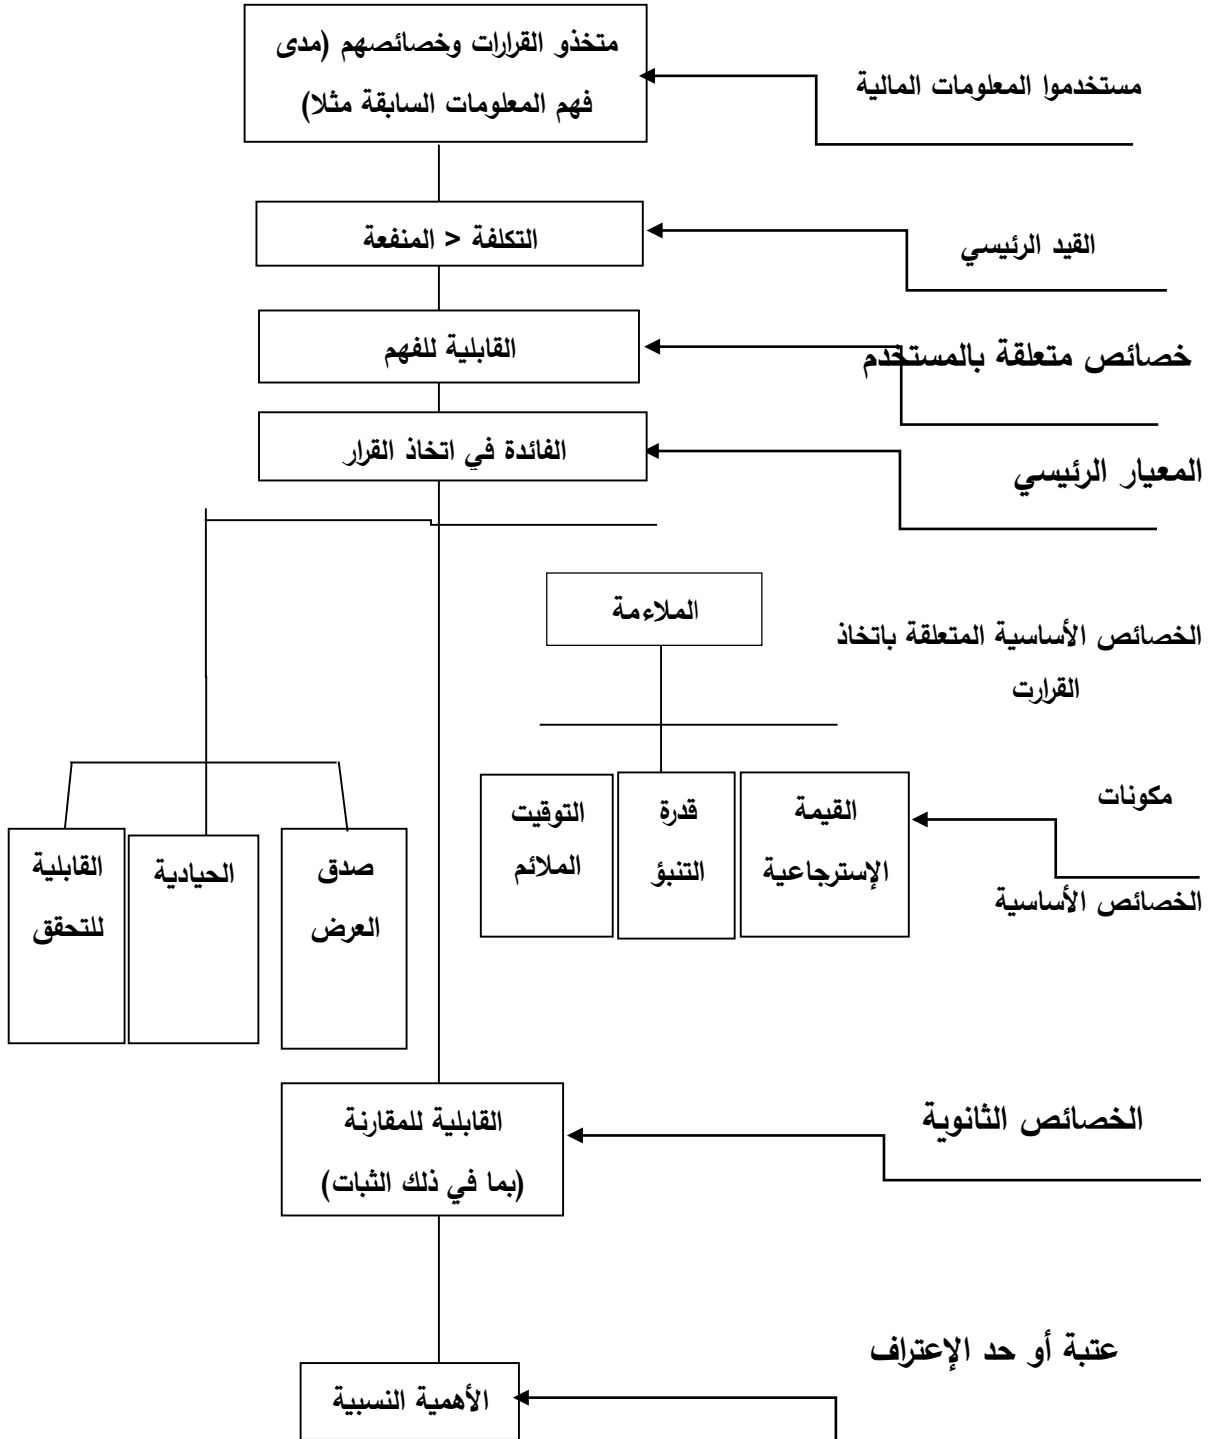 متخذو القرارات وخصائصهم (مدى
فهم المعلومات السابقة مثلا)
مستخدموا المعلومات المالية
التكلفة < المنفعة
القيد الرئيسي
القابلية للفهم
خصائص متعلقة بالمستخدم
الفائدة في اتخاذ القرار
المعيار الرئيسي
الملاءمة
الخصائص الأساسية المتعلقة باتخاذ
القرارت
مكونات
الخصائص الأساسية
القيمة
الإسترجاعية
قدرة
التنبؤ
التوقيت
الملائم
صدق
العرض
الحيادية
القابلية
للتحقق
الخصائص الثانوية
القابلية للمقارنة
(بما في ذلك الثبات)
عتبة أو حد الإعتراف
الأهمية النسبية